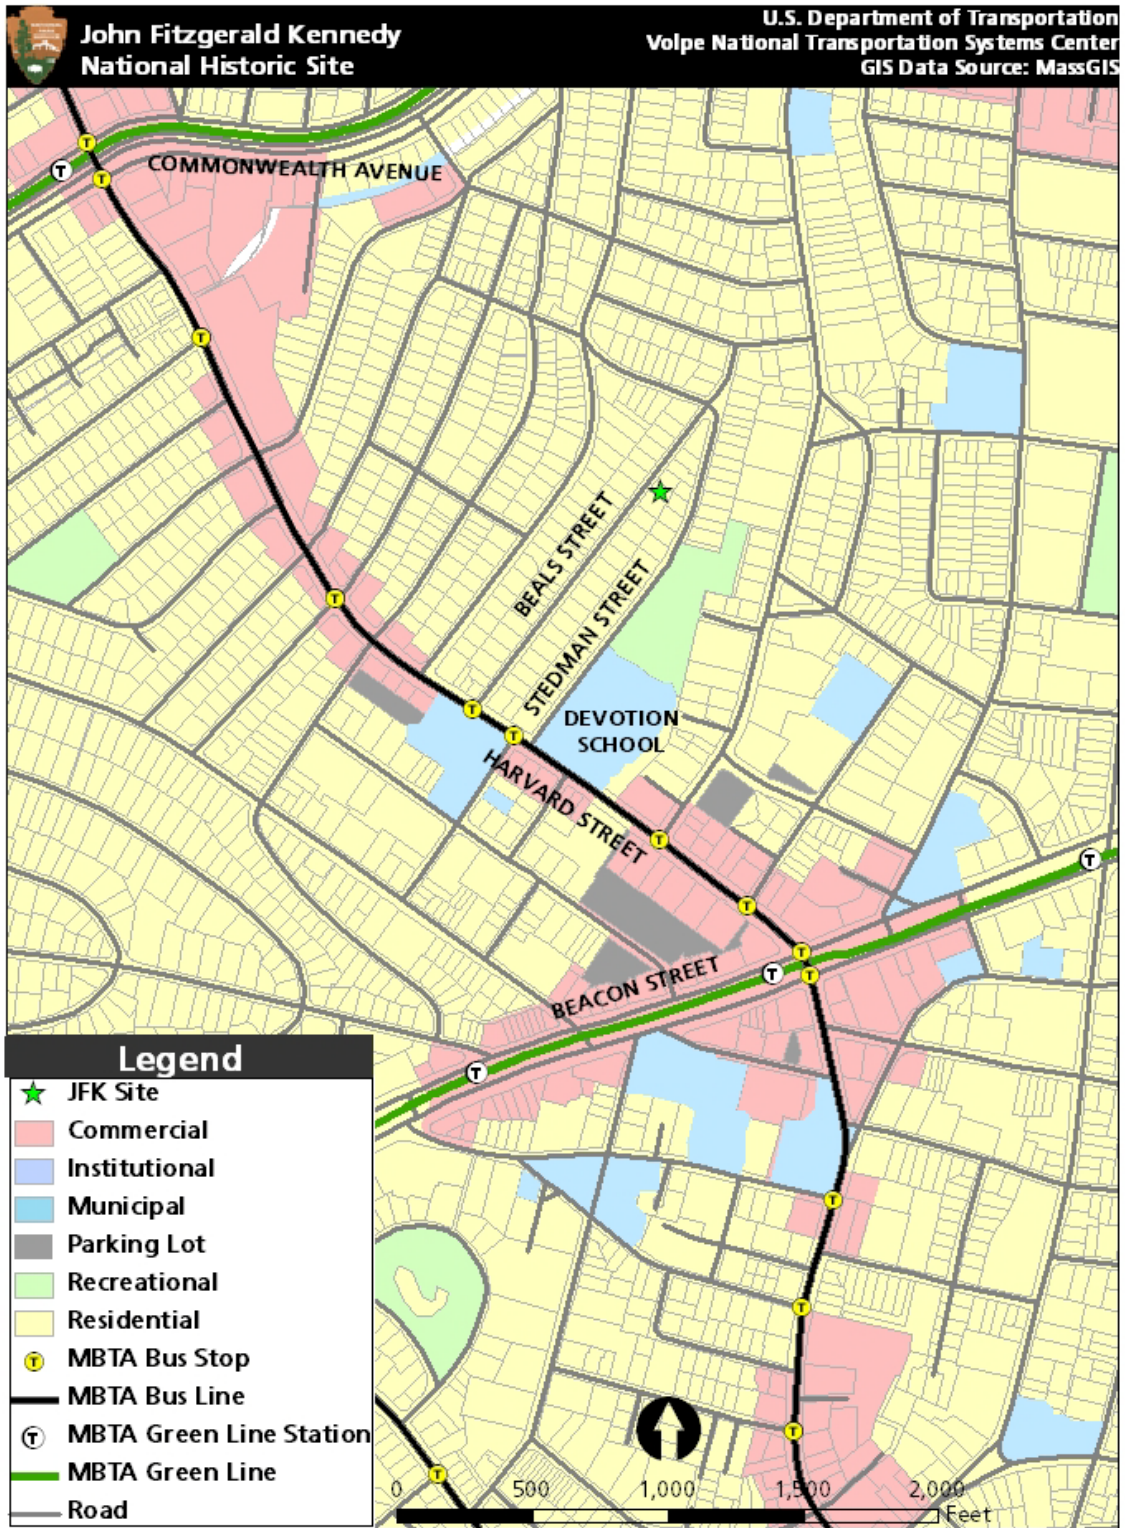 John Fitzgerald Kennedy
National Historic Site
U.S. Department of Transportation
Volpe National Transportation Systems Center
GIS Data Source: MassGIS
COMMONWEALTH AVENUE
BEALS STREET
STEDMAN STREET
DEVOTION
SCHOOL
HARVARD STREET
BEACON STREET
Legend
JFK Site
Commercial
Institutional
Municipal
Parking Lot
Recreational
Residential
T MBTA Bus Stop
MBTA Bus Line
T MBTA Green Line Station
MBTA Green Line
Road
0 500 1,000 1,500 2,000
Feet